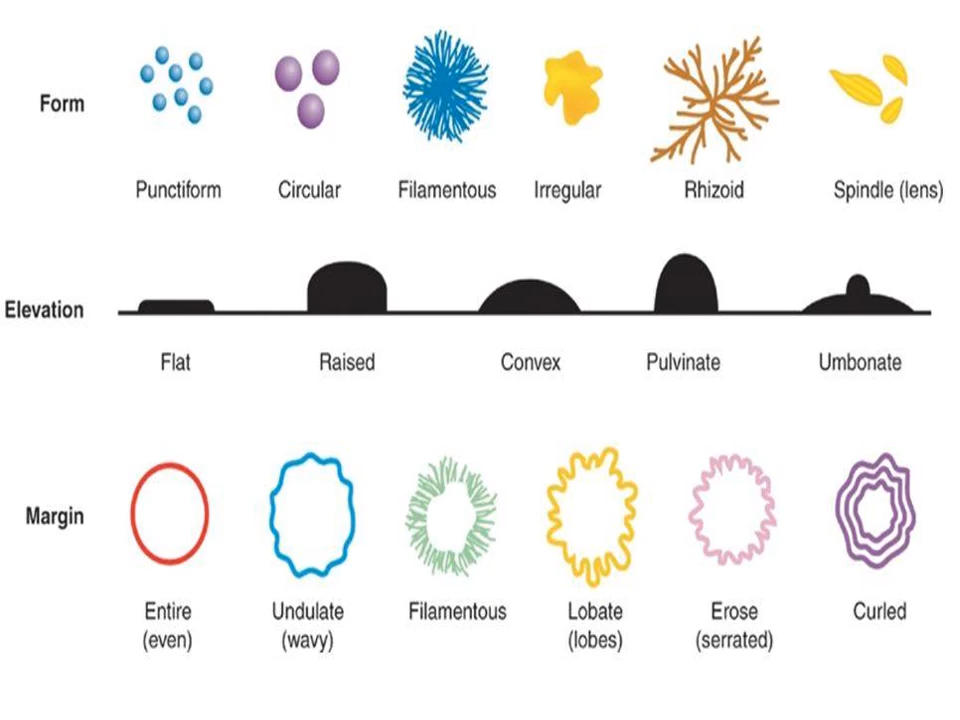 Form
Punctiform Circular Filamentous Irregular Rhizoid Spindle (lens)
Elevation
Flat Raised Convex Pulvinate Umbonate
Margin
Entire Undulate Filamentous Lobate Erose Curled
(even) (wavy) (lobes) (serrated)